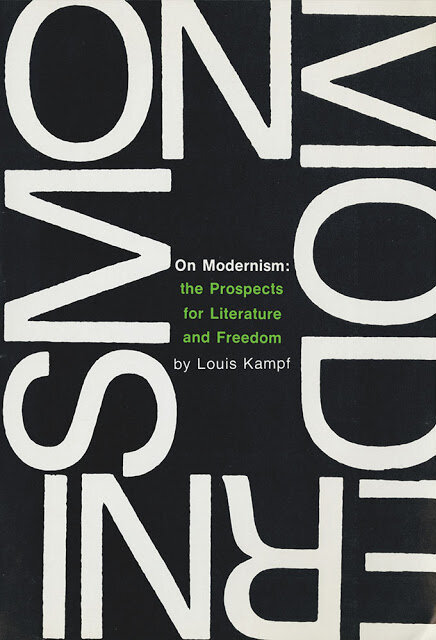 ON
MODERNISM
On Modernism:
the Prospects
for Literature
and Freedom
by Louis Kampf